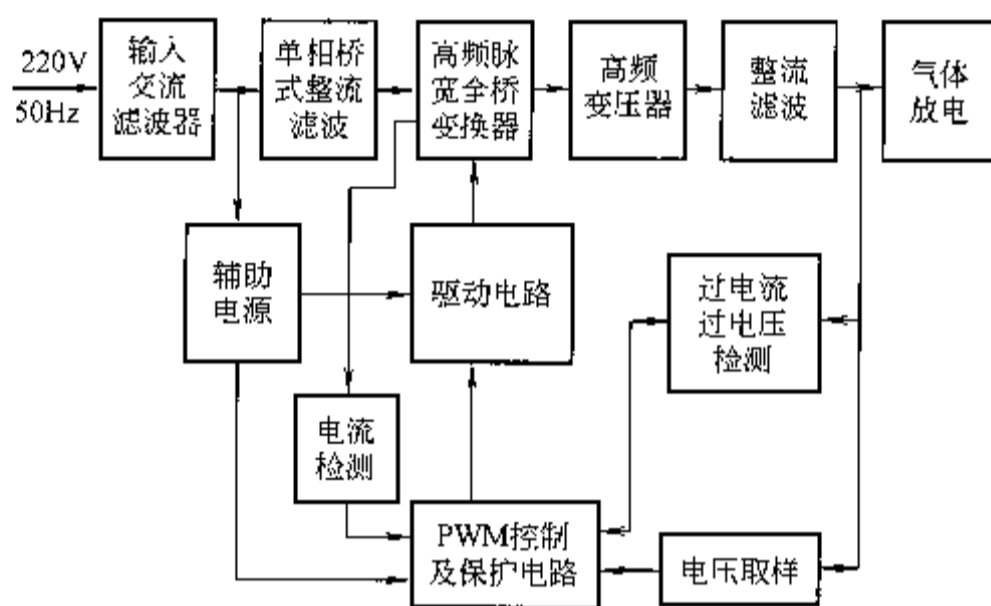 220V
50Hz
输入
交流
滤波器
单相桥
式整流
滤波
高频脉
宽全桥
变换器
高频
变压器
整流
滤波
气体
放电
辅助
电源
驱动电路
过电流
过电压
检测
电流
检测
PWM控制
及保护电路
电压取样